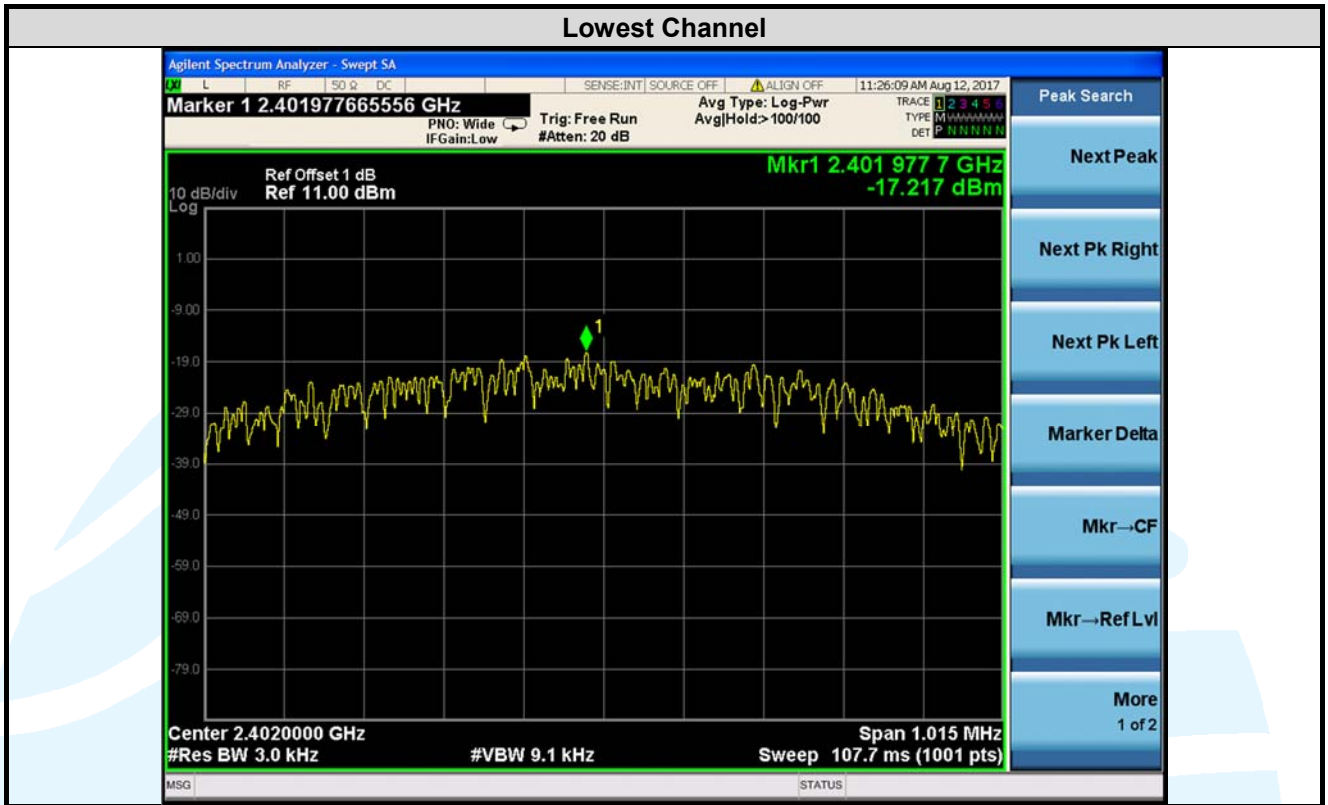 Lowest Channel
Agilent Spectrum Analyzer - Swept SA
LXI L RF 50 Ω DC SENSE:INT SOURCE OFF ALIGN OFF 11:26:09 AM Aug 12, 2017
Marker 1 2.401977665556 GHz
PNO: Wide
IFGain:Low
Trig: Free Run
#Atten: 20 dB
Avg Type: Log-Pwr
Avg|Hold:>100/100
TRACE 1 2 3 4 5 6
TYPE M
DET P N N N N N
Peak Search
Mkr1 2.401 977 7 GHz
-17.217 dBm
Ref Offset 1 dB
10 dB/div Ref 11.00 dBm
Log
1.00
-9.00
1
-19.0
-29.0
-39.0
-49.0
-59.0
-69.0
-79.0
Center 2.4020000 GHz
Span 1.015 MHz
#Res BW 3.0 kHz
#VBW 9.1 kHz
Sweep 107.7 ms (1001 pts)
MSG
STATUS
Next Peak
Next Pk Right
Next Pk Left
Marker Delta
Mkr→CF
Mkr→Ref Lvl
More
1 of 2